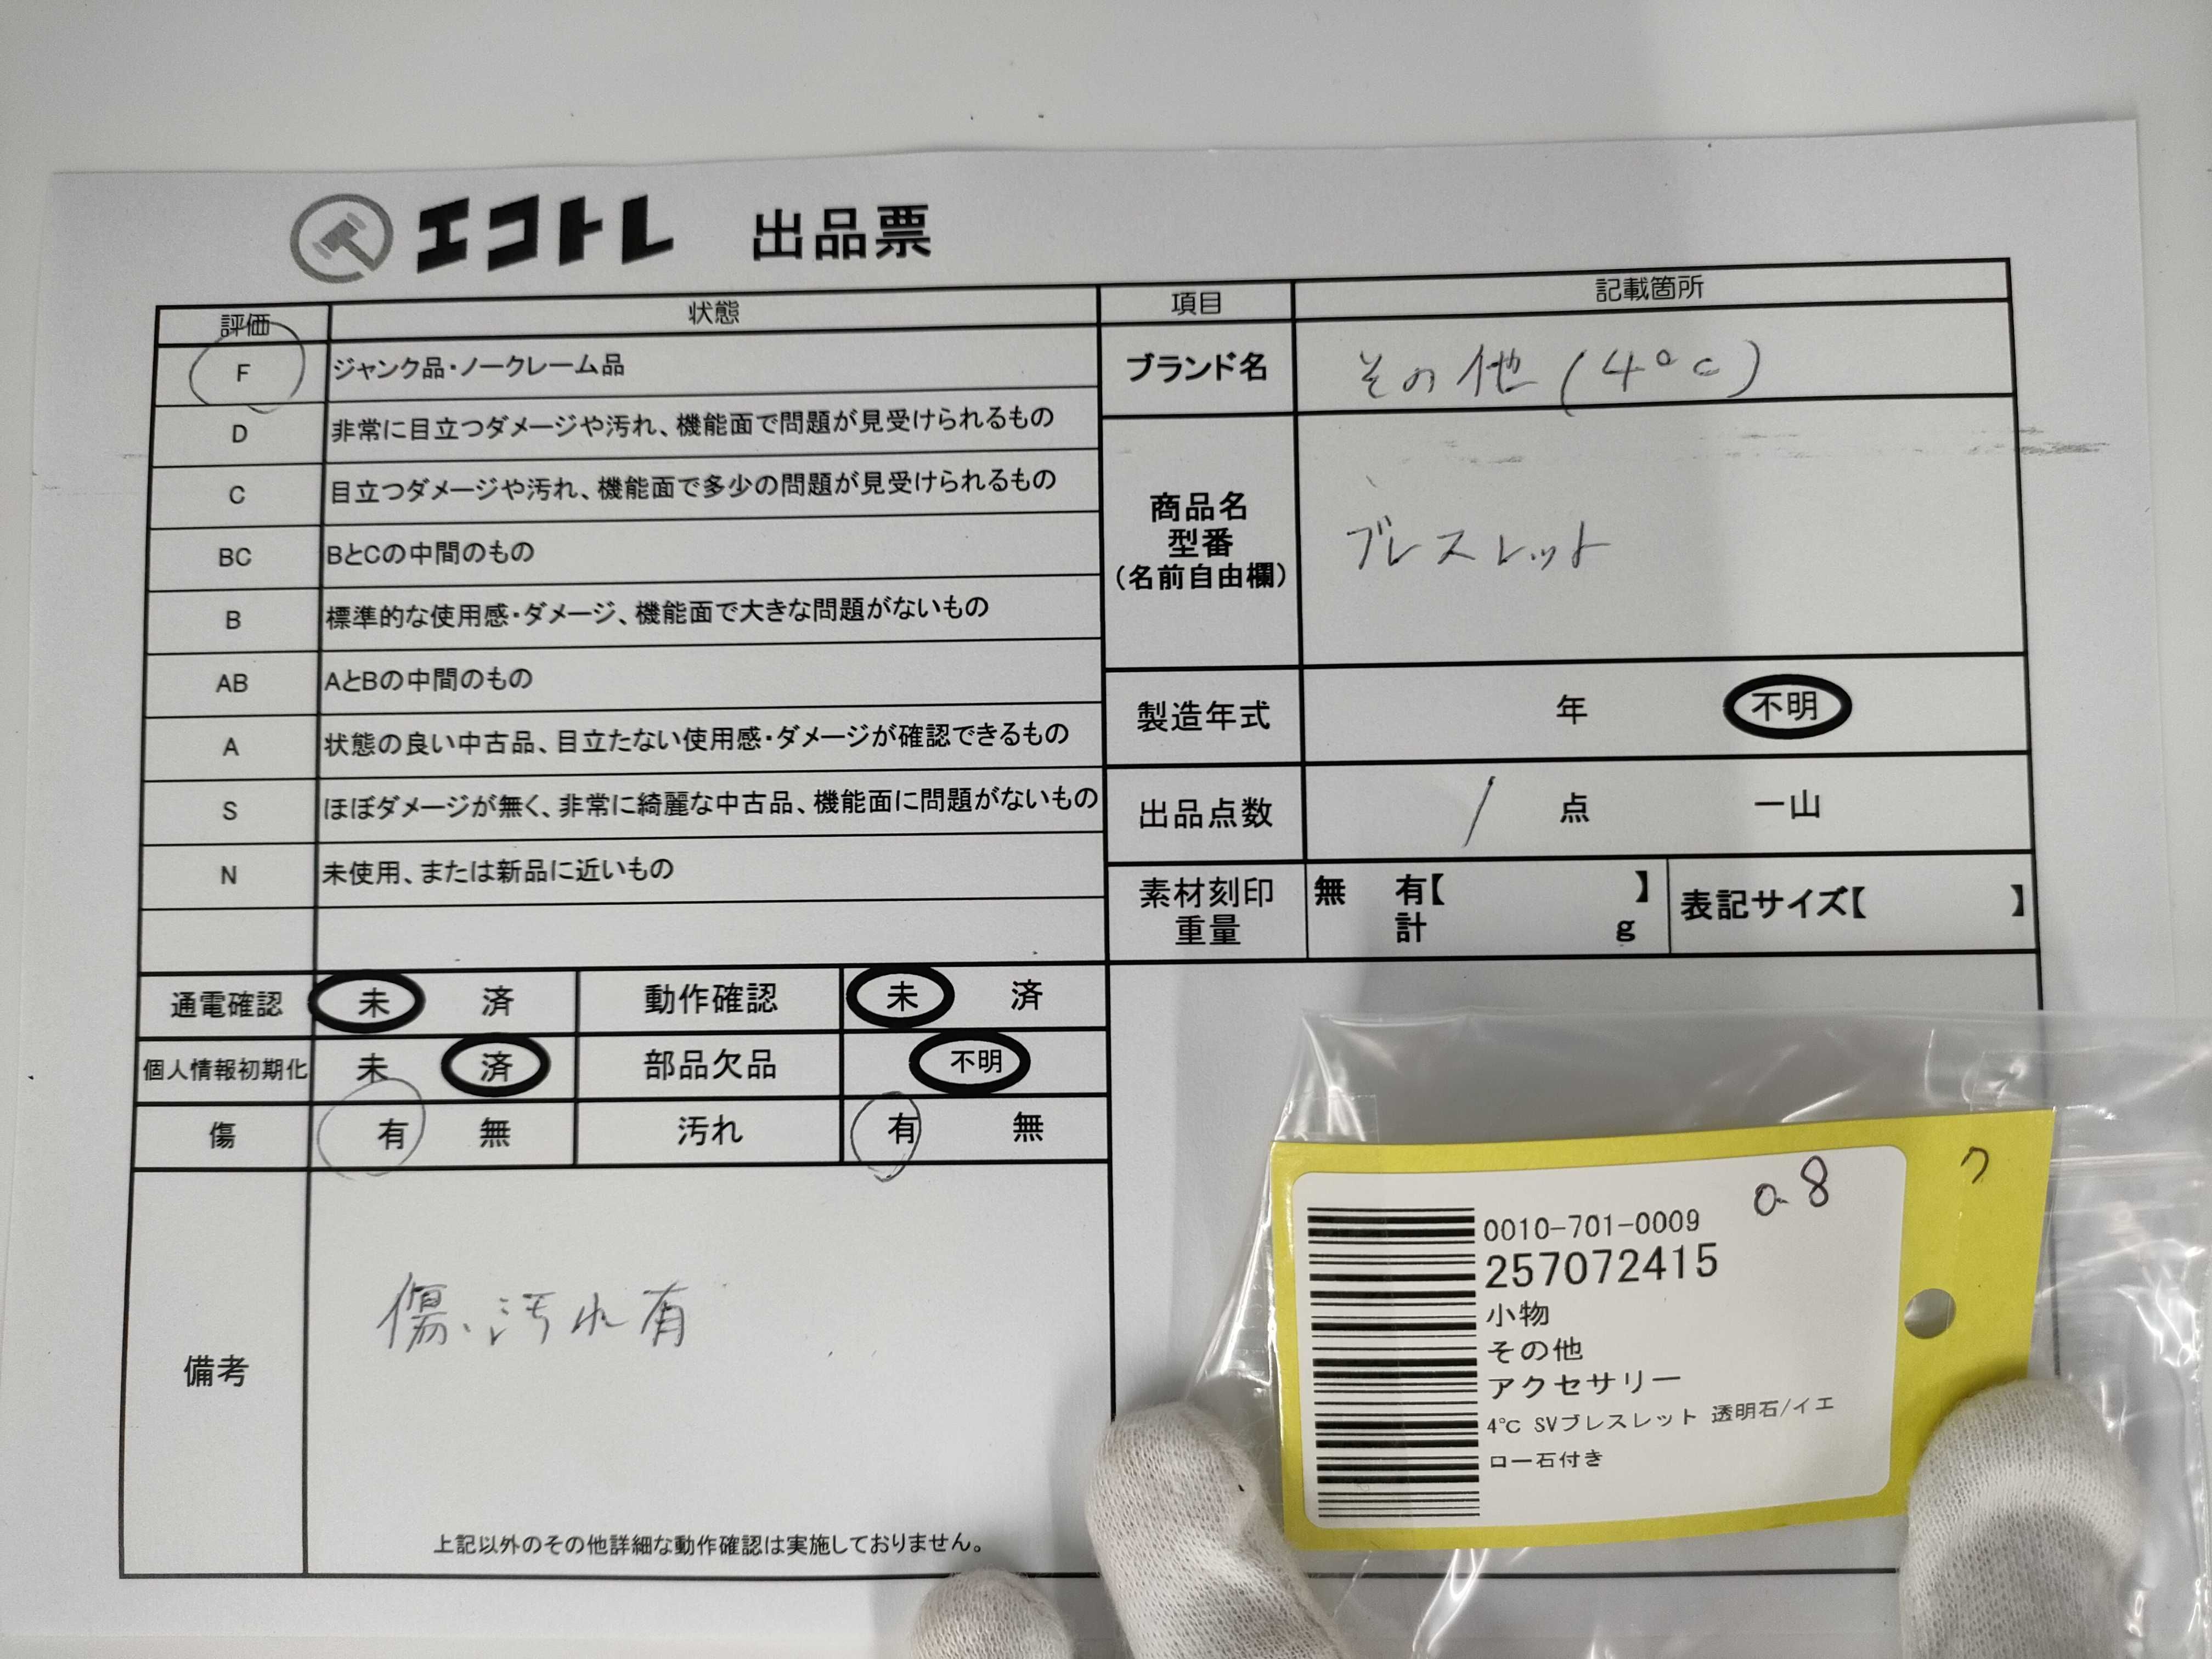 エコトレ 出品票
評価 状態
F ジャンク品・ノークレーム品
D 非常に目立つダメージや汚れ、機能面で問題が見受けられるもの
C 目立つダメージや汚れ、機能面で多少の問題が見受けられるもの
BC BとCの中間のもの
B 標準的な使用感・ダメージ、機能面で大きな問題がないもの
AB AとBの中間のもの
A 状態の良い中古品、目立たない使用感・ダメージが確認できるもの
S ほぼダメージが無く、非常に綺麗な中古品、機能面に問題がないもの
N 未使用、または新品に近いもの
通電確認 未 済 動作確認 未 済
個人情報初期化 未 済 部品欠品 不明
傷 有 無 汚れ 有 無
備考
傷、汚れ有
上記以外のその他詳細な動作確認は実施しておりません。
項目 記載箇所
ブランド名 その他(4℃)
商品名
型番
(名前自由欄)
ブレスレット
製造年式 年 不明
出品点数 / 点 一山
素材刻印
重量
無 有【 】
計 g
表記サイズ【 】
a-8
ク
0010-701-0009
257072415
小物
その他
アクセサリー
4℃ SVブレスレット 透明石/イエ
ロー石付き